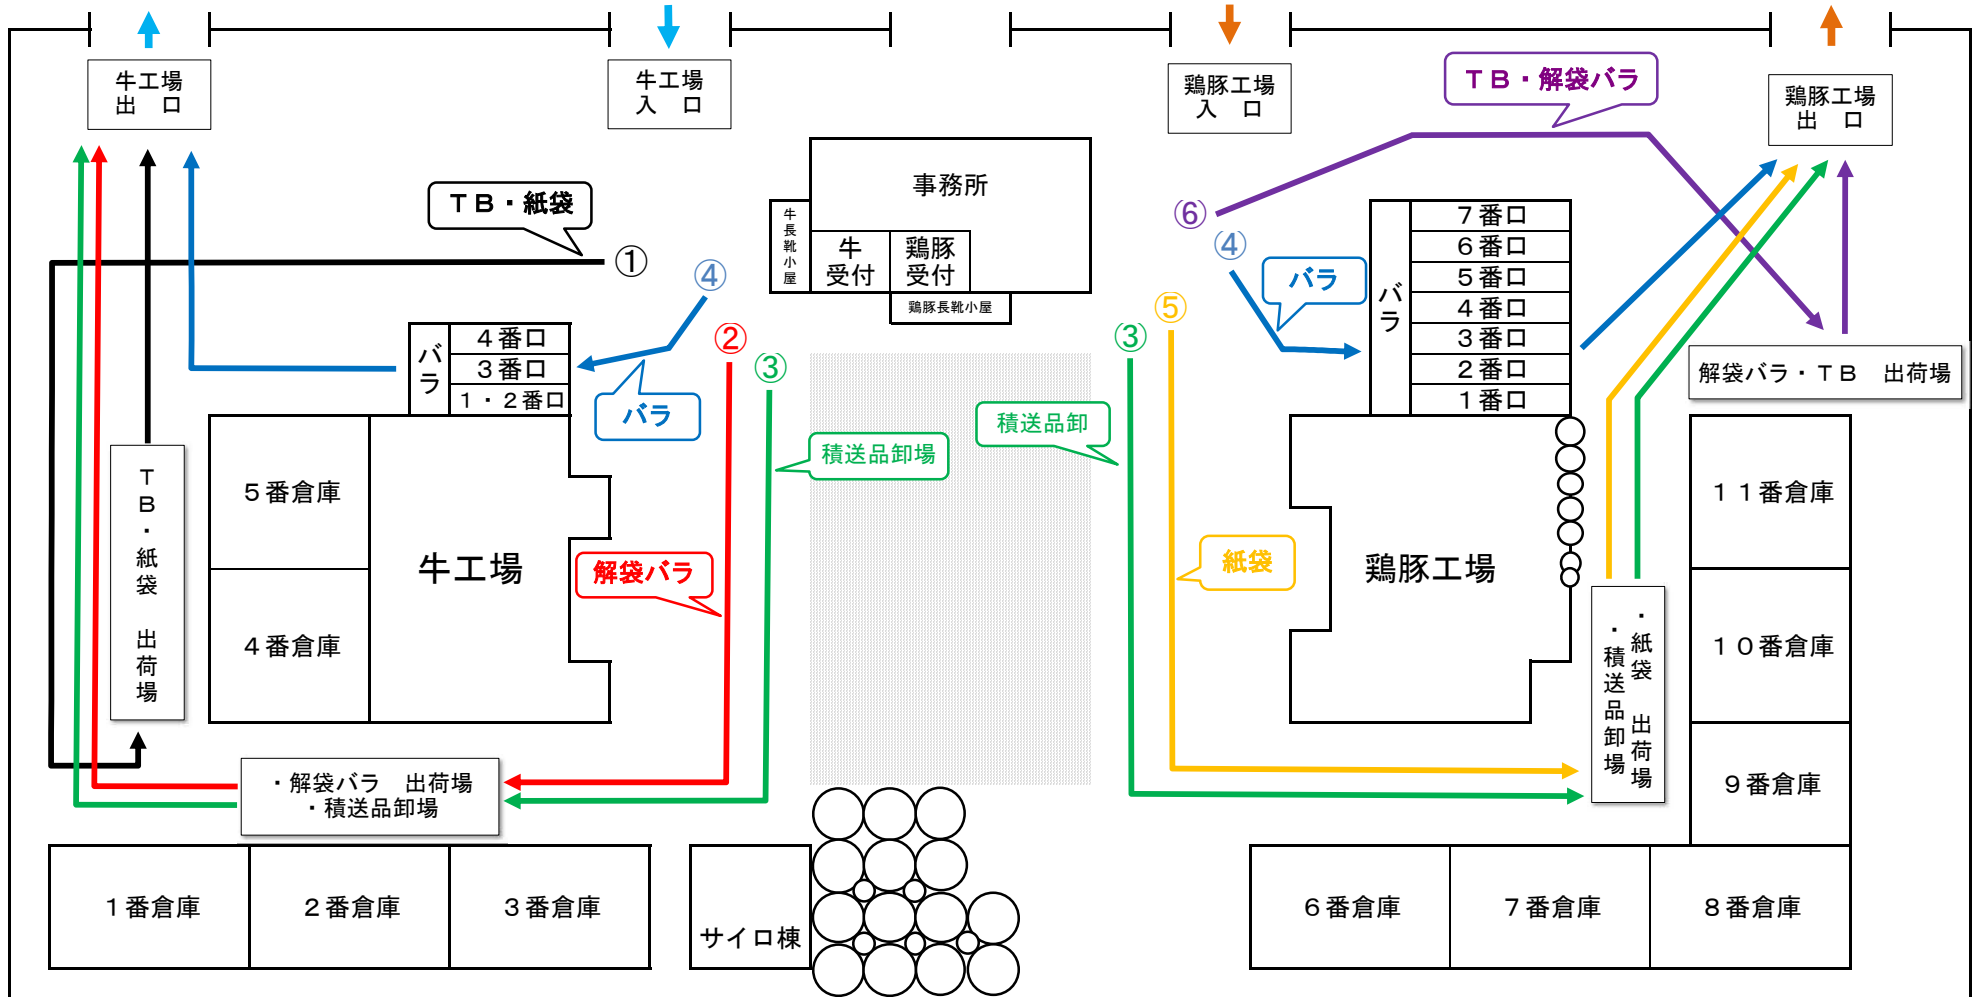 牛工場
出　口
牛工場
入　口
鶏豚工場
入　口
ＴＢ・解袋バラ
鶏豚工場
出　口
ＴＢ・紙袋
①
④
②
③
バラ
バラ
４番口
３番口
１・２番口
事務所
牛長靴小屋
牛
受付
鶏豚
受付
鶏豚長靴小屋
⑥
④
⑤
③
バラ
バラ
７番口
６番口
５番口
４番口
３番口
２番口
１番口
解袋バラ・ＴＢ　出荷場
積送品卸場
積送品卸
ＴＢ・紙袋　出荷場
５番倉庫
４番倉庫
牛工場
解袋バラ
紙袋
鶏豚工場
・紙袋　出荷場
・積送品卸場
１１番倉庫
１０番倉庫
９番倉庫
・解袋バラ　出荷場
・積送品卸場
１番倉庫
２番倉庫
３番倉庫
サイロ棟
６番倉庫
７番倉庫
８番倉庫